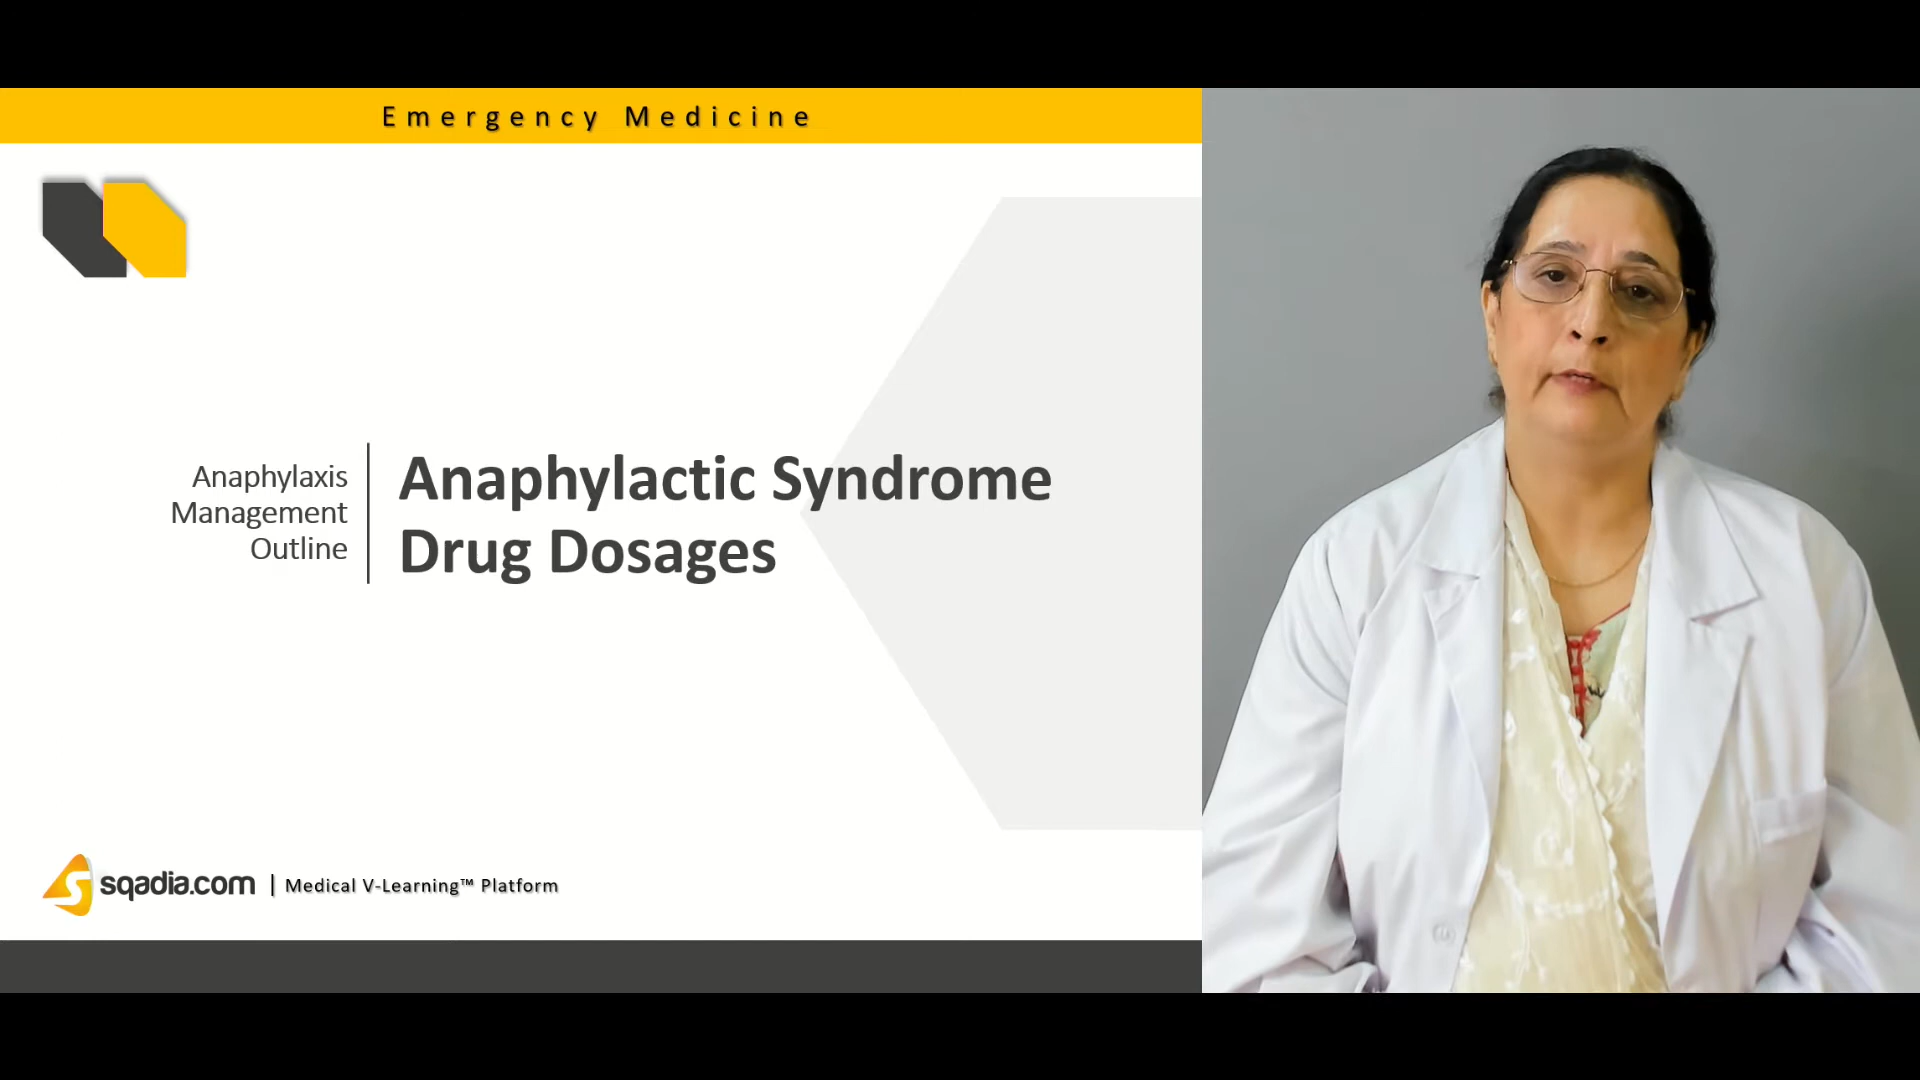 Emergency Medicine
Anaphylaxis
Management
Outline
Anaphylactic Syndrome
Drug Dosages
sqadia.com | Medical V-Learning™ Platform